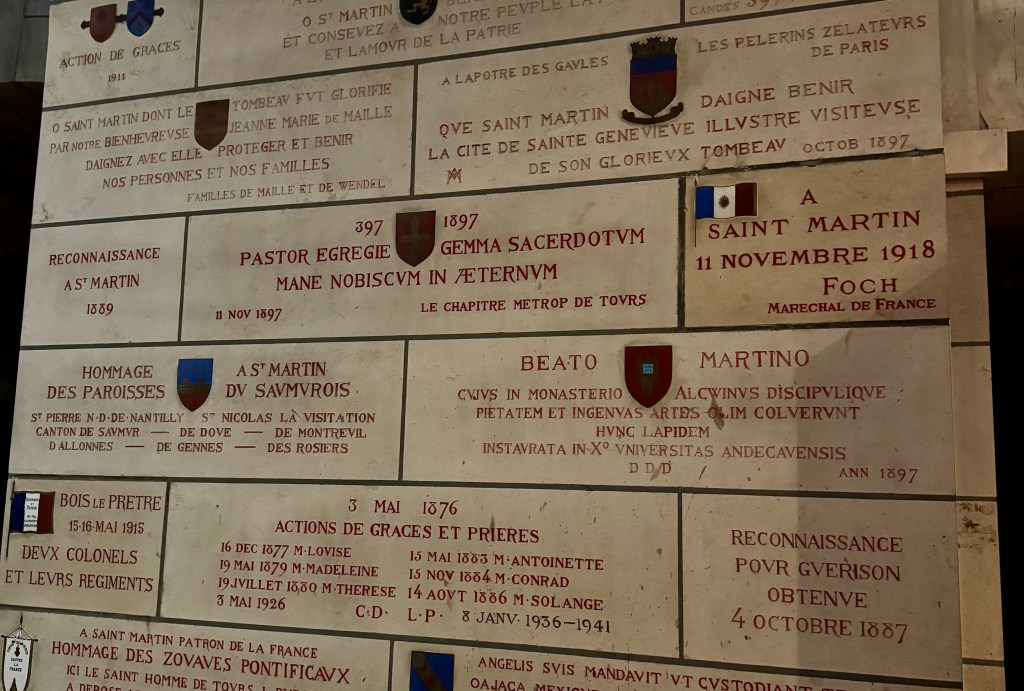 ACTION DE GRACES
1911
O ST MARTIN
NOTRE PEUPLE LA
ET CONSEVEZ A
ET LAMOVR DE LA PATRIE
CANDES 397
O SAINT MARTIN DONT LE TOMBEAV FVT GLORIFIE
PAR NOTRE BIENHEVREVSE JEANNE MARIE DE MAILLE
DAIGNEZ AVEC ELLE PROTEGER ET BENIR
NOS PERSONNES ET NOS FAMILLES
FAMILLES DE MAILLE ET DE WENDEL
A LAPOTRE DES GAVLES
LES PELERINS ZELATEVRS
DE PARIS
QVE SAINT MARTIN DAIGNE BENIR
LA CITE DE SAINTE GENEVIEVE ILLVSTRE VISITEVSE
DE SON GLORIEVX TOMBEAV OCTOB 1897
RECONNAISSANCE
A ST MARTIN
1889
397 1897
PASTOR EGREGIE GEMMA SACERDOTVM
MANE NOBISCVM IN ÆTERNVM
11 NOV 1897 LE CHAPITRE METROP DE TOVRS
A
SAINT MARTIN
11 NOVEMBRE 1918
FOCH
MARECHAL DE FRANCE
HOMMAGE A ST MARTIN
DES PAROISSES DV SAVMVROIS
ST PIERRE N·D·DE·NANTILLY ST NICOLAS LA VISITATION
CANTON DE SAVMVR — DE DOVE — DE MONTREVIL
D'ALLONNES — DE GENNES — DES ROSIERS
BEATO MARTINO
CVJVS IN MONASTERIO ALCWINVS DISCIPVLIQVE
PIETATEM ET INGENVAS ARTES OLIM COLVERVNT
HVNC LAPIDEM
INSTAVRATA IN XO VNIVERSITAS ANDECAVENSIS
D D D ANN 1897
BOIS LE PRETRE
15·16·MAI 1915
DEVX COLONELS
ET LEVRS REGIMENTS
3 MAI 1876
ACTIONS DE GRACES ET PRIERES
16 DEC 1877 M·LOVISE
19 MAI 1879 M·MADELEINE
19·JVILLET 1880 M·THERESE
3 MAI 1926
15 MAI 1883 M·ANTOINETTE
15 NOV 1884 M·CONRAD
14 AOVT 1886 M·SOLANGE
C·D· L·P· 8 JANV·1936–1941
RECONNAISSANCE
POVR GVERISON
OBTENVE
4 OCTOBRE 1887
A SAINT MARTIN PATRON DE LA FRANCE
HOMMAGE DES ZOVAVES PONTIFICAVX
ICI LE SAINT HOMME DE TOVRS
ANGELIS SVIS MANDAVIT VT CVSTODIANT